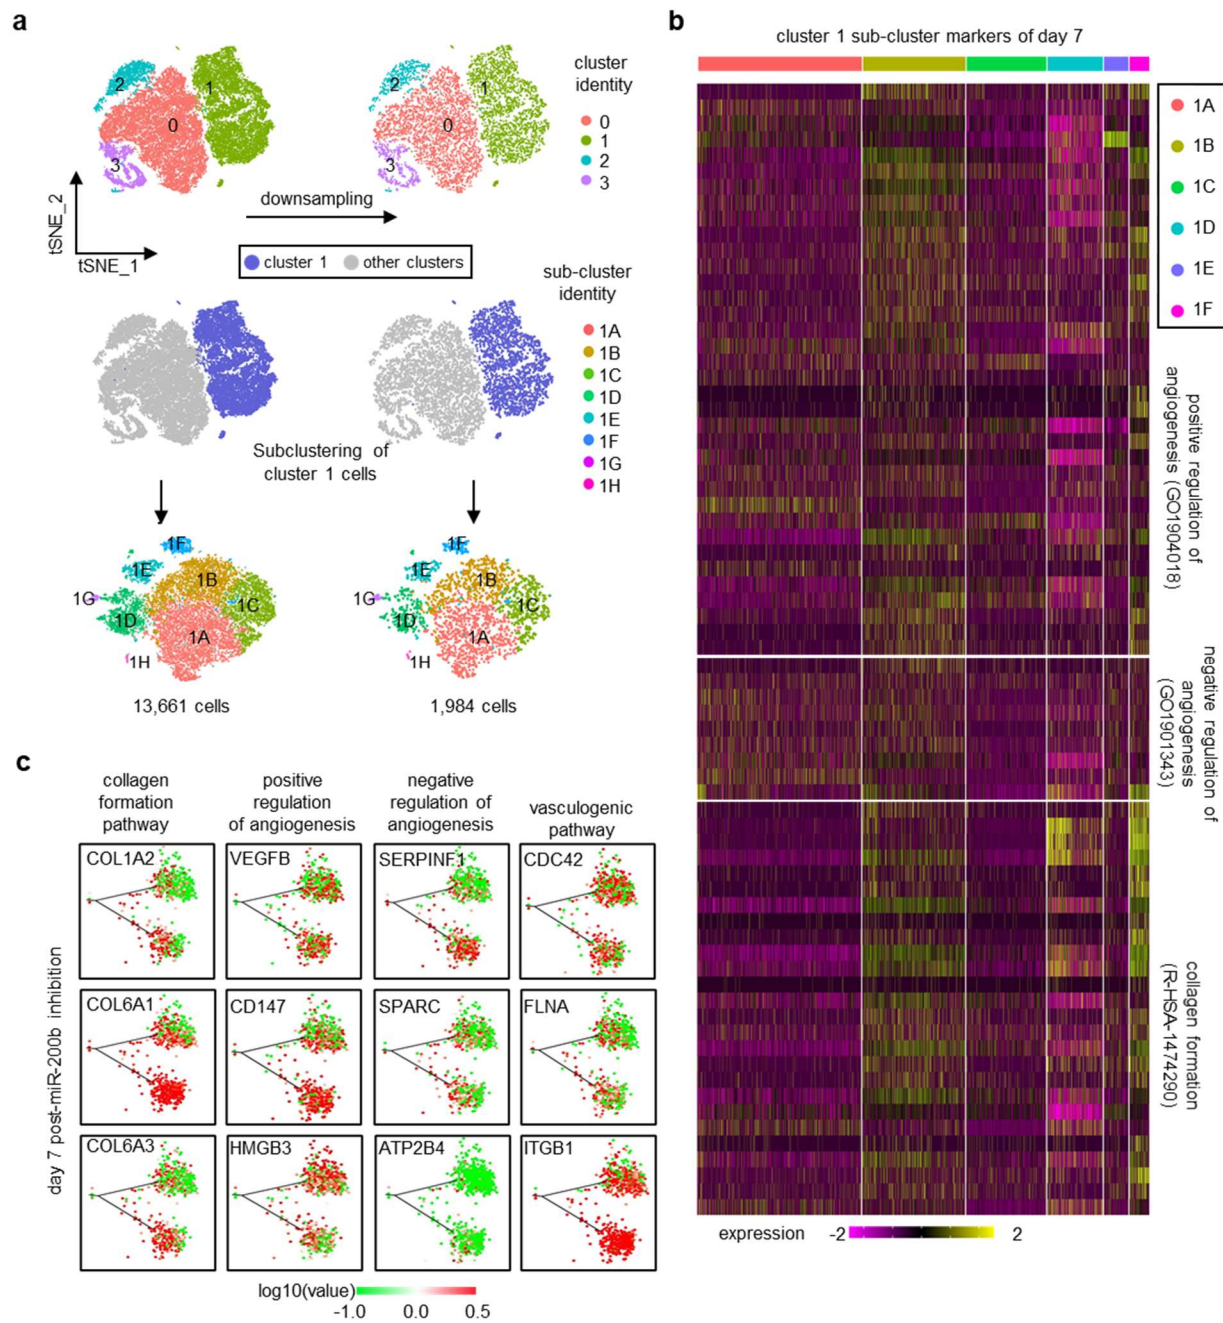 a
cluster
identity
0
1
2
3
2
1
0
3
2
1
0
3
downsampling
tSNE_2
tSNE_1
cluster 1
other clusters
sub-cluster
identity
1A
1B
1C
1D
1E
1F
1G
1H
Subclustering of
cluster 1 cells
1F
1E
1B
1G
1C
1D
1A
1H
1F
1E
1B
1G
1C
1D
1A
1H
13,661 cells
1,984 cells
b
cluster 1 sub-cluster markers of day 7
1A
1B
1C
1D
1E
1F
positive regulation of
angiogenesis (GO1904018)
negative regulation of
angiogenesis
(GO1901343)
collagen formation
(R-HSA-1474290)
expression
-2
2
c
collagen
formation
pathway
positive
regulation
of angiogenesis
negative
regulation of
angiogenesis
vasculogenic
pathway
day 7 post-miR-200b inhibition
COL1A2
VEGFB
SERPINF1
CDC42
COL6A1
CD147
SPARC
FLNA
COL6A3
HMGB3
ATP2B4
ITGB1
log10(value)
-1.0
0.0
0.5